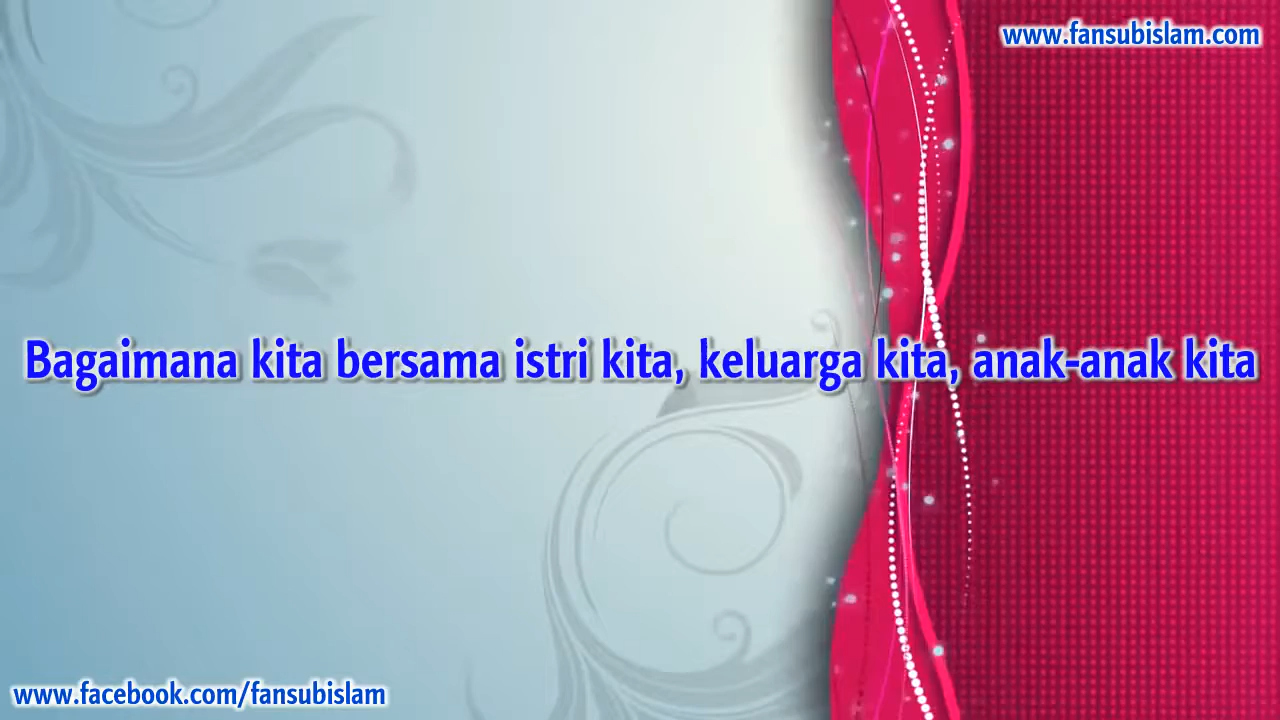 www.fansubislam.com
Bagaimana kita bersama istri kita, keluarga kita, anak-anak kita
www.facebook.com/fansubislam